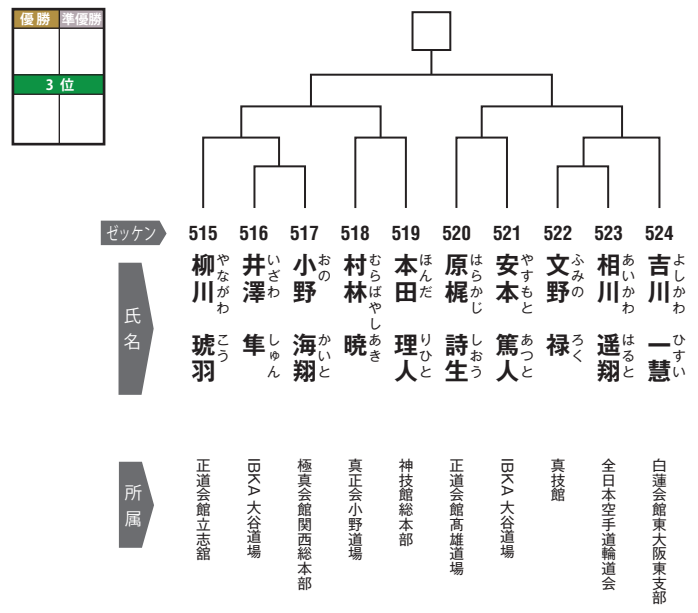 優勝 準優勝
3 位
ゼッケン 515 516 517 518 519 520 521 522 523 524
氏名
柳川 琥羽 やながわ こう
井澤 隼 いざわ しゅん
小野 海翔 おの かいと
村林 暁 むらばやし あき
本田 理人 ほんだ りひと
原梶 詩生 はらかじ しおう
安本 篤人 やすもと あつと
文野 禄 ふみの ろく
相川 遥翔 あいかわ はると
吉川 一慧 よしかわ ひすい
所属
正道会館立志舘
IBKA 大谷道場
極真会館関西総本部
真正会小野道場
神技館総本部
正道会館髙雄道場
IBKA 大谷道場
真技館
全日本空手道輪道会
白蓮会館東大阪東支部